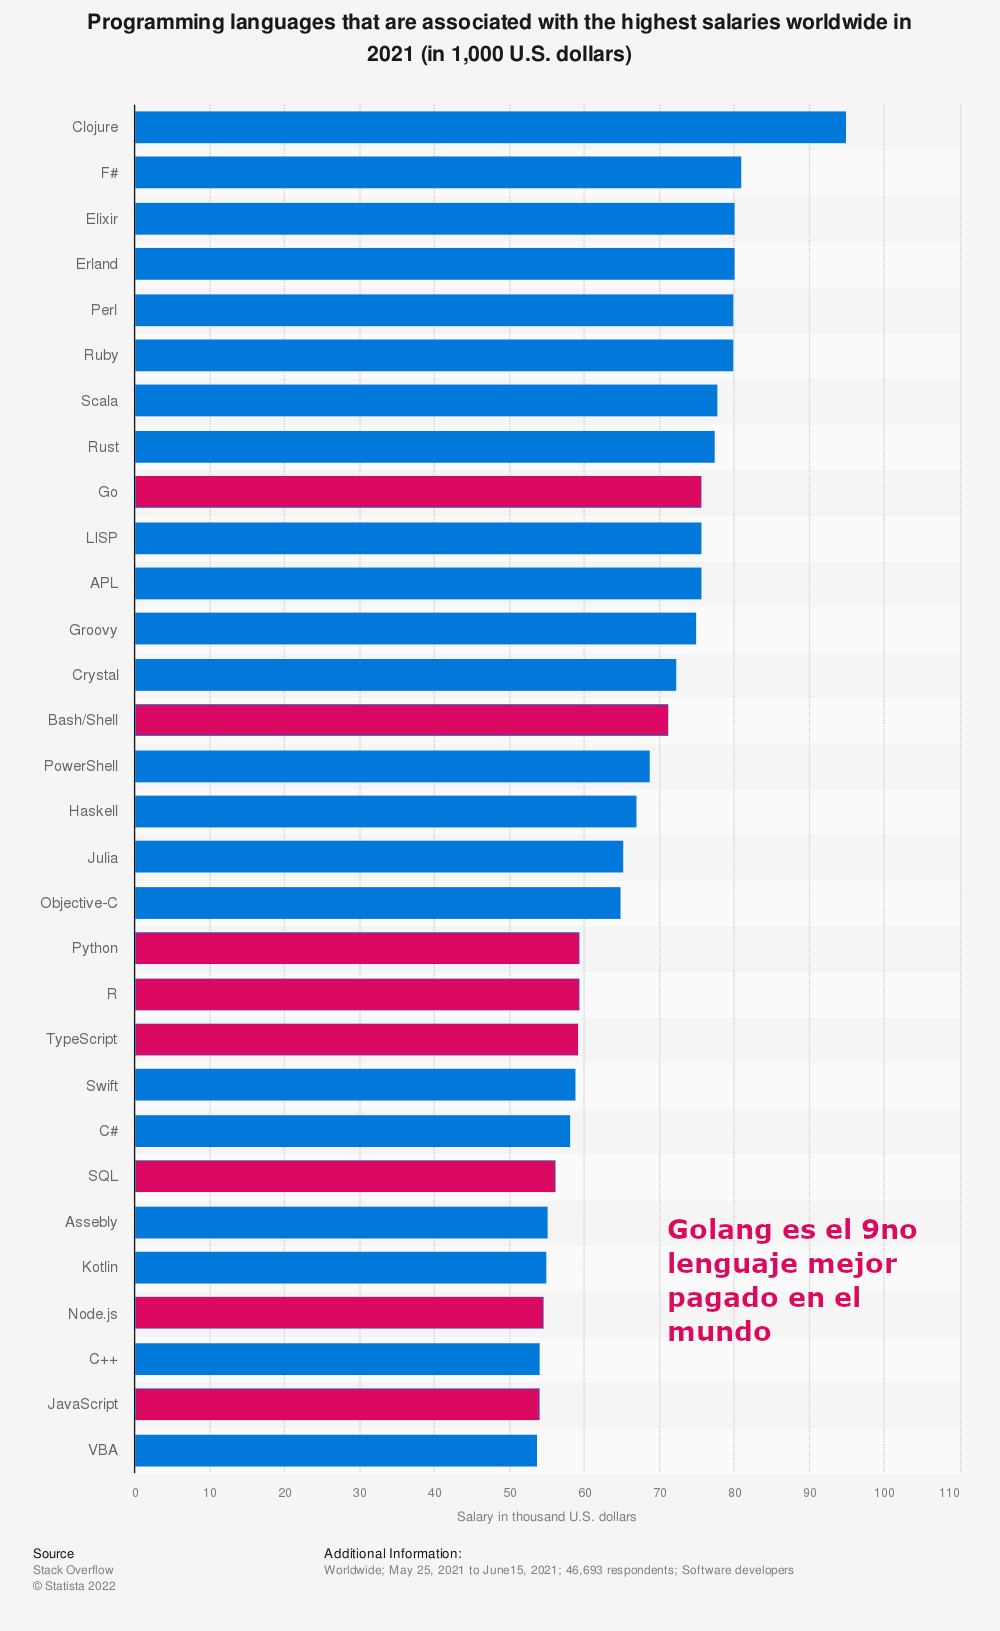 Programming languages that are associated with the highest salaries worldwide in
2021 (in 1,000 U.S. dollars)
Clojure
F#
Elixir
Erland
Perl
Ruby
Scala
Rust
Go
LISP
APL
Groovy
Crystal
Bash/Shell
PowerShell
Haskell
Julia
Objective-C
Python
R
TypeScript
Swift
C#
SQL
Assebly
Kotlin
Node.js
C++
JavaScript
VBA
Golang es el 9no
lenguaje mejor
pagado en el
mundo
0 10 20 30 40 50 60 70 80 90 100 110
Salary in thousand U.S. dollars
Source
Stack Overflow
© Statista 2022
Additional Information:
Worldwide; May 25, 2021 to June15, 2021; 46,693 respondents; Software developers